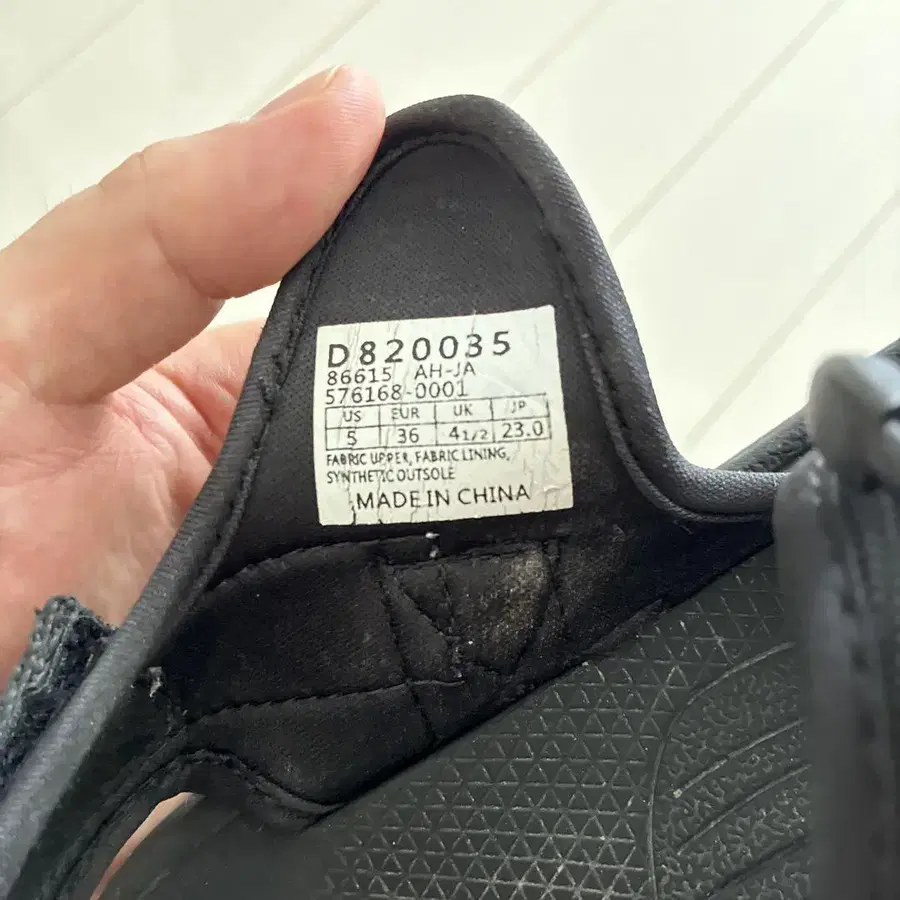 D820035
86615 AH-JA
576168-0001
US EUR UK JP
5 36 4 1/2 23.0
FABRIC UPPER, FABRIC LINING,
SYNTHETIC OUTSOLE
MADE IN CHINA